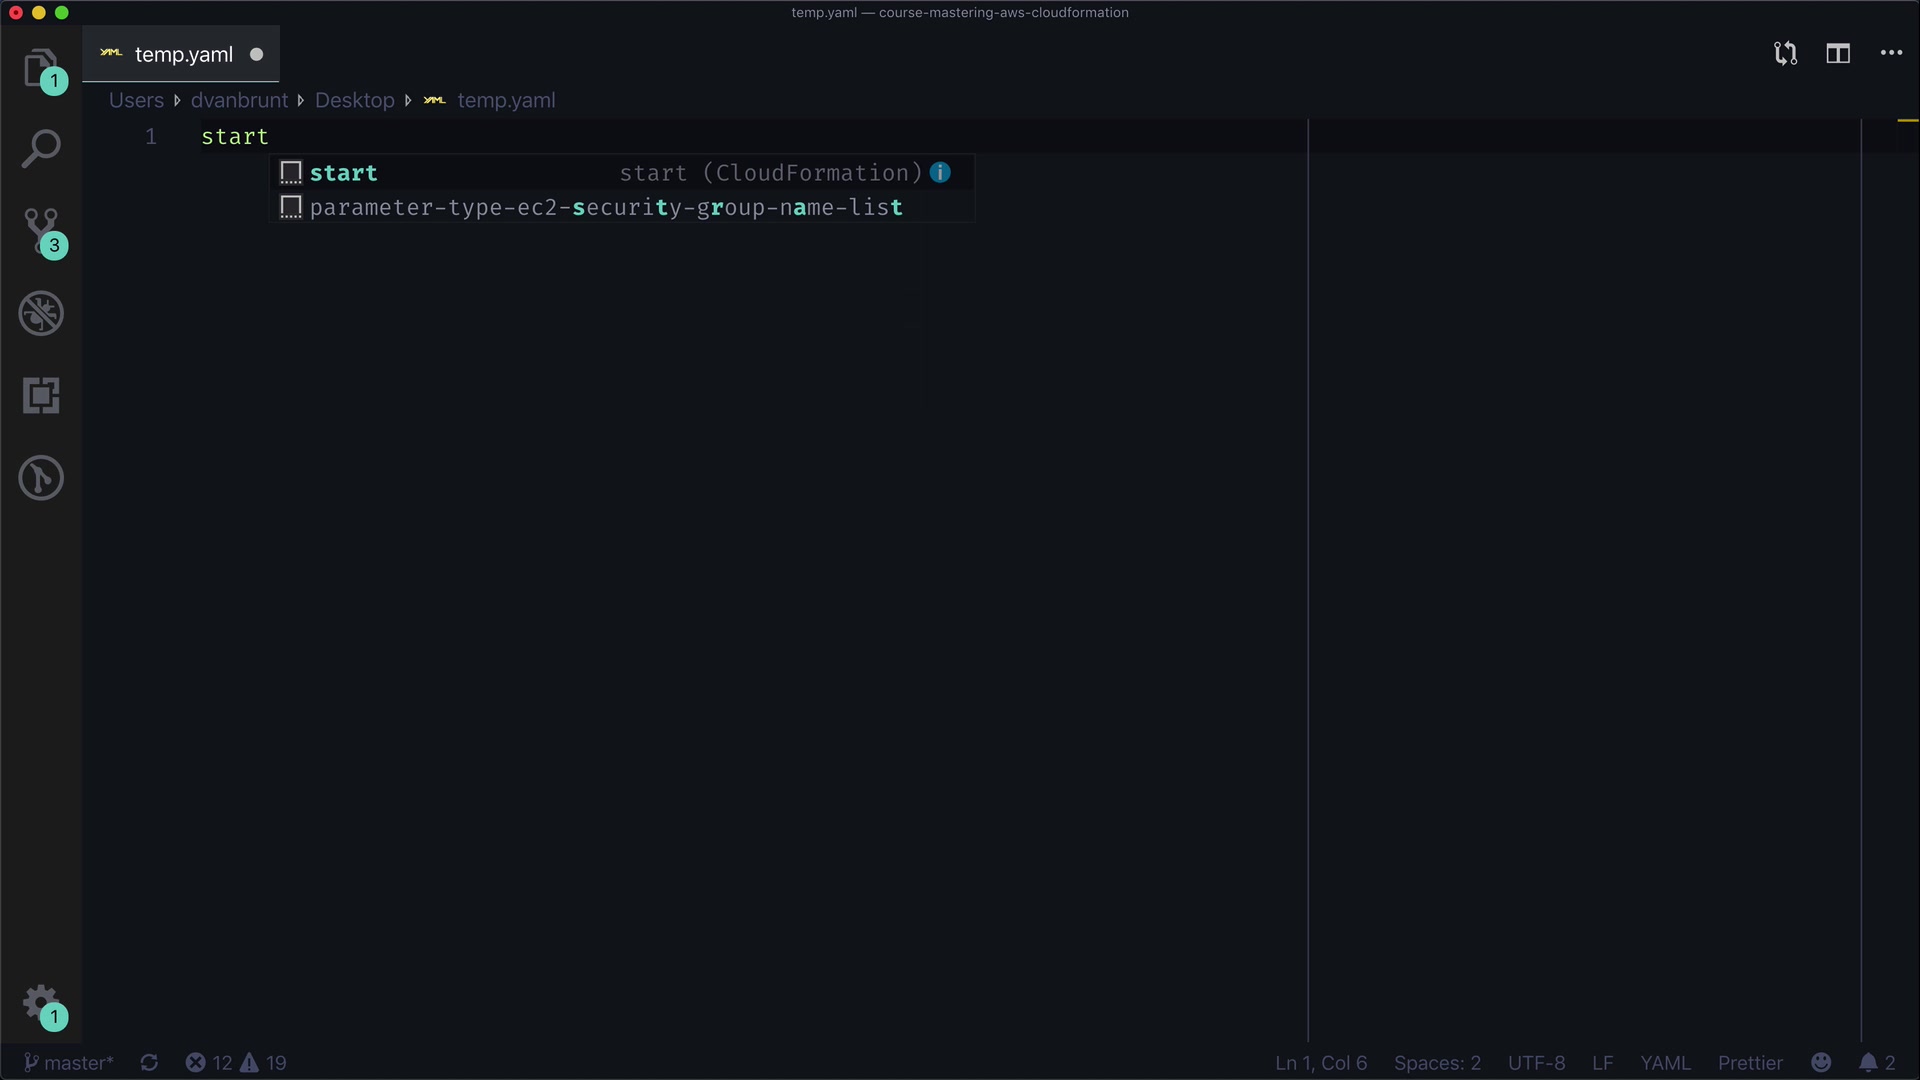 temp.yaml — course-mastering-aws-cloudformation
YAML temp.yaml
Users dvanbrunt Desktop YAML temp.yaml
1 start
start start (CloudFormation)
parameter-type-ec2-security-group-name-list
1
3
1
master* 12 19 Ln 1, Col 6 Spaces: 2 UTF-8 LF YAML Prettier 2